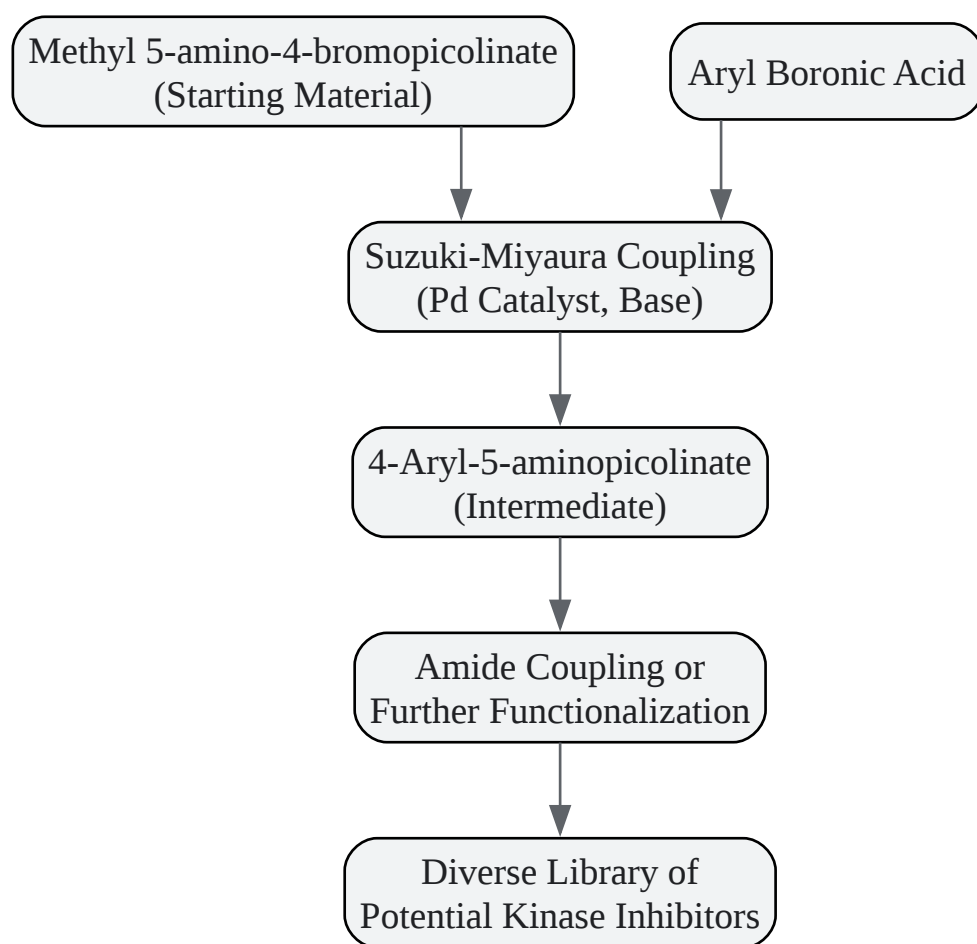 Methyl 5-amino-4-bromopicolinate
(Starting Material)
Aryl Boronic Acid
Suzuki-Miyaura Coupling
(Pd Catalyst, Base)
4-Aryl-5-aminopicolinate
(Intermediate)
Amide Coupling or
Further Functionalization
Diverse Library of
Potential Kinase Inhibitors